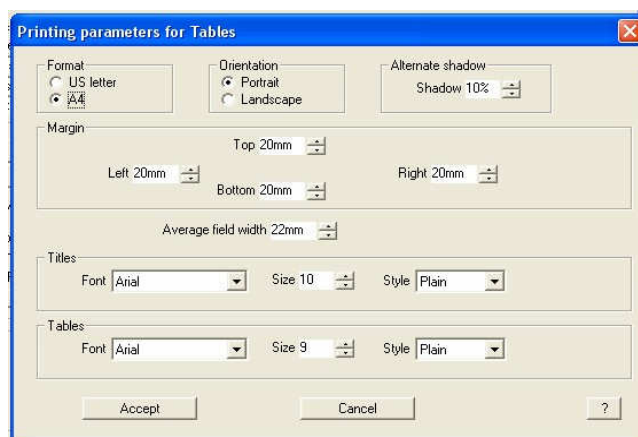 Printing parameters for Tables
Format
US letter
A4
Orientation
Portrait
Landscape
Alternate shadow
Shadow 10%
Margin
Top 20mm
Left 20mm
Right 20mm
Bottom 20mm
Average field width 22mm
Titles
Font Arial Size 10 Style Plain
Tables
Font Arial Size 9 Style Plain
Accept Cancel ?